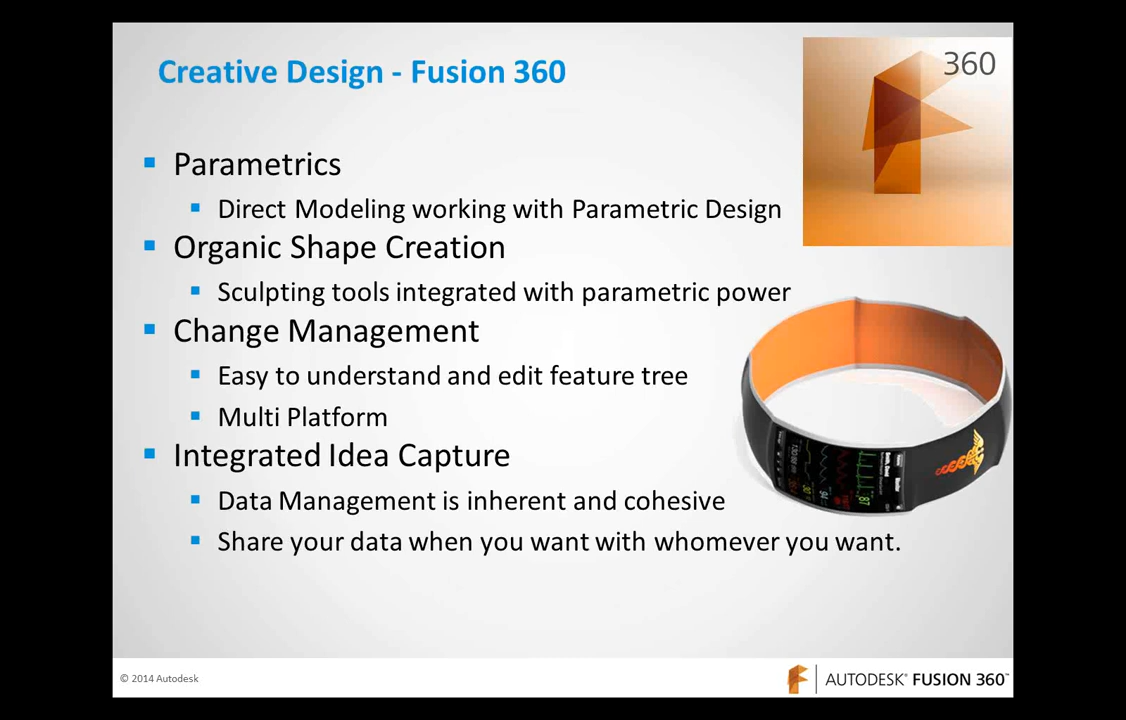 Creative Design - Fusion 360
360
Parametrics
Direct Modeling working with Parametric Design
Organic Shape Creation
Sculpting tools integrated with parametric power
Change Management
Easy to understand and edit feature tree
Multi Platform
Integrated Idea Capture
Data Management is inherent and cohesive
Share your data when you want with whomever you want.
87
94
© 2014 Autodesk
AUTODESK® FUSION 360™